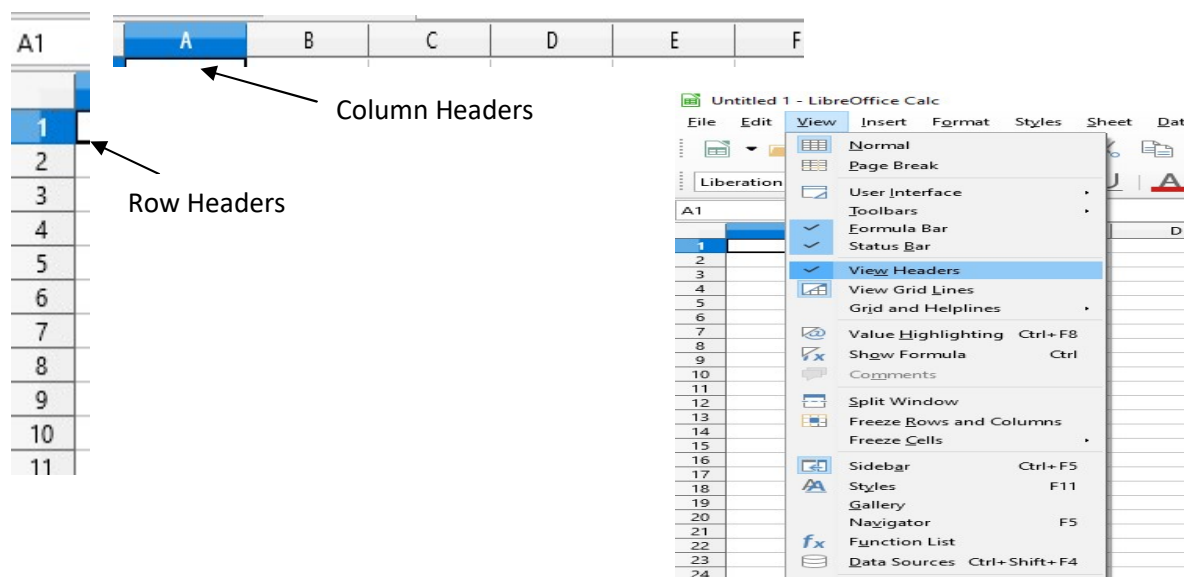 A1
A B C D E F
Column Headers
1
2
3
4
5
6
7
8
9
10
11
Row Headers
Untitled 1 - LibreOffice Calc
File Edit View Insert Format Styles Sheet Dat
Normal
Page Break
Liberation
User Interface
Toolbars
A1
Formula Bar
D
Status Bar
View Headers
View Grid Lines
Grid and Helplines
Value Highlighting Ctrl+F8
Show Formula Ctrl
Comments
Split Window
Freeze Rows and Columns
Freeze Cells
Sidebar Ctrl+F5
Styles F11
Gallery
Navigator F5
Function List
Data Sources Ctrl+Shift+F4
1
2
3
4
5
6
7
8
9
10
11
12
13
14
15
16
17
18
19
20
21
22
23
24